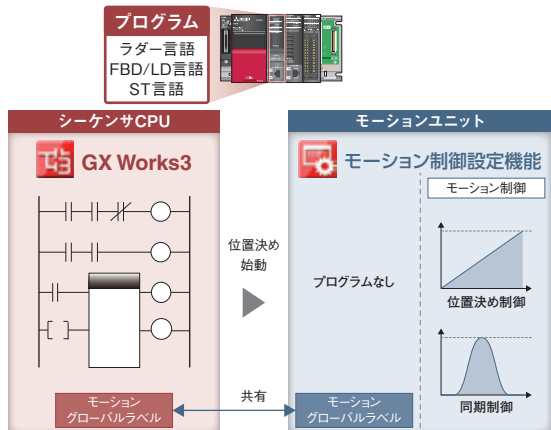 プログラム
ラダー言語
FBD/LD言語
ST言語
シーケンサCPU
GX Works3
位置決め
始動
モーションユニット
モーション制御設定機能
プログラムなし
モーション制御
位置決め制御
同期制御
モーション
グローバルラベル
共有
モーション
グローバルラベル